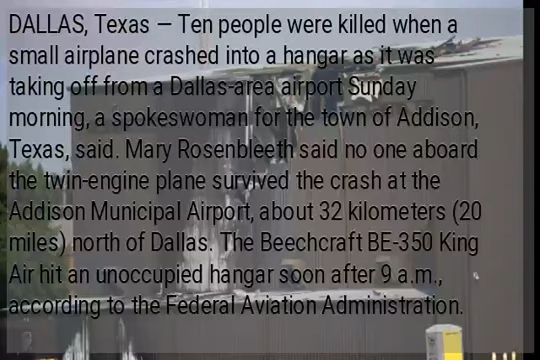 DALLAS, Texas — Ten people were killed when a
small airplane crashed into a hangar as it was
taking off from a Dallas-area airport Sunday
morning, a spokeswoman for the town of Addison,
Texas, said. Mary Rosenbleeth said no one aboard
the twin-engine plane survived the crash at the
Addison Municipal Airport, about 32 kilometers (20
miles) north of Dallas. The Beechcraft BE-350 King
Air hit an unoccupied hangar soon after 9 a.m.,
according to the Federal Aviation Administration.